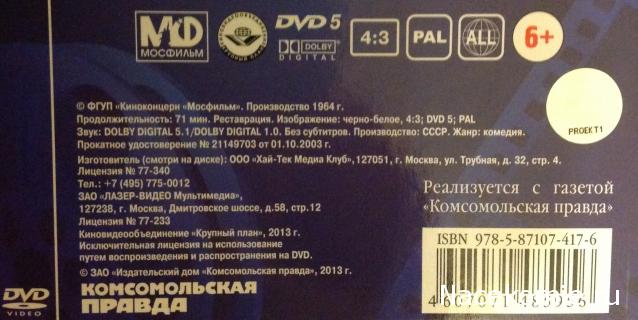 МОСФИЛЬМ
DVD 5
DOLBY
DIGITAL
4:3
PAL
ALL
6+
PROEKT1
© ФГУП «Киноконцерн «Мосфильм». Производство 1964 г.
Продолжительность: 71 мин. Реставрация. Изображение: черно-белое, 4:3; DVD 5; PAL
Звук: DOLBY DIGITAL 5.1/DOLBY DIGITAL 1.0. Без субтитров. Производство: СССР. Жанр: комедия.
Прокатное удостоверение № 21149703 от 01.10.2003 г.
Изготовитель (смотри на диске): ООО «Хай-Тек Медиа Клуб»,127051, г. Москва, ул. Трубная, д. 32, стр. 4.
Лицензия № 77-340
Тел.: +7 (495) 775-0012
ЗАО «ЛАЗЕР-ВИДЕО Мультимедиа»,
127238, г. Москва, Дмитровское шоссе, д.58, стр.12
Лицензия № 77-233
Киновидеообъединение «Крупный план», 2013 г.
Исключительная лицензия на использование
путем воспроизведения и распространения на DVD.
© ЗАО «Издательский дом «Комсомольская правда», 2013 г.
КОМСОМОЛЬСКАЯ
ПРАВДА
DVD
VIDEO
Реализуется с газетой
«Комсомольская правда»
ISBN 978-5-87107-417-6